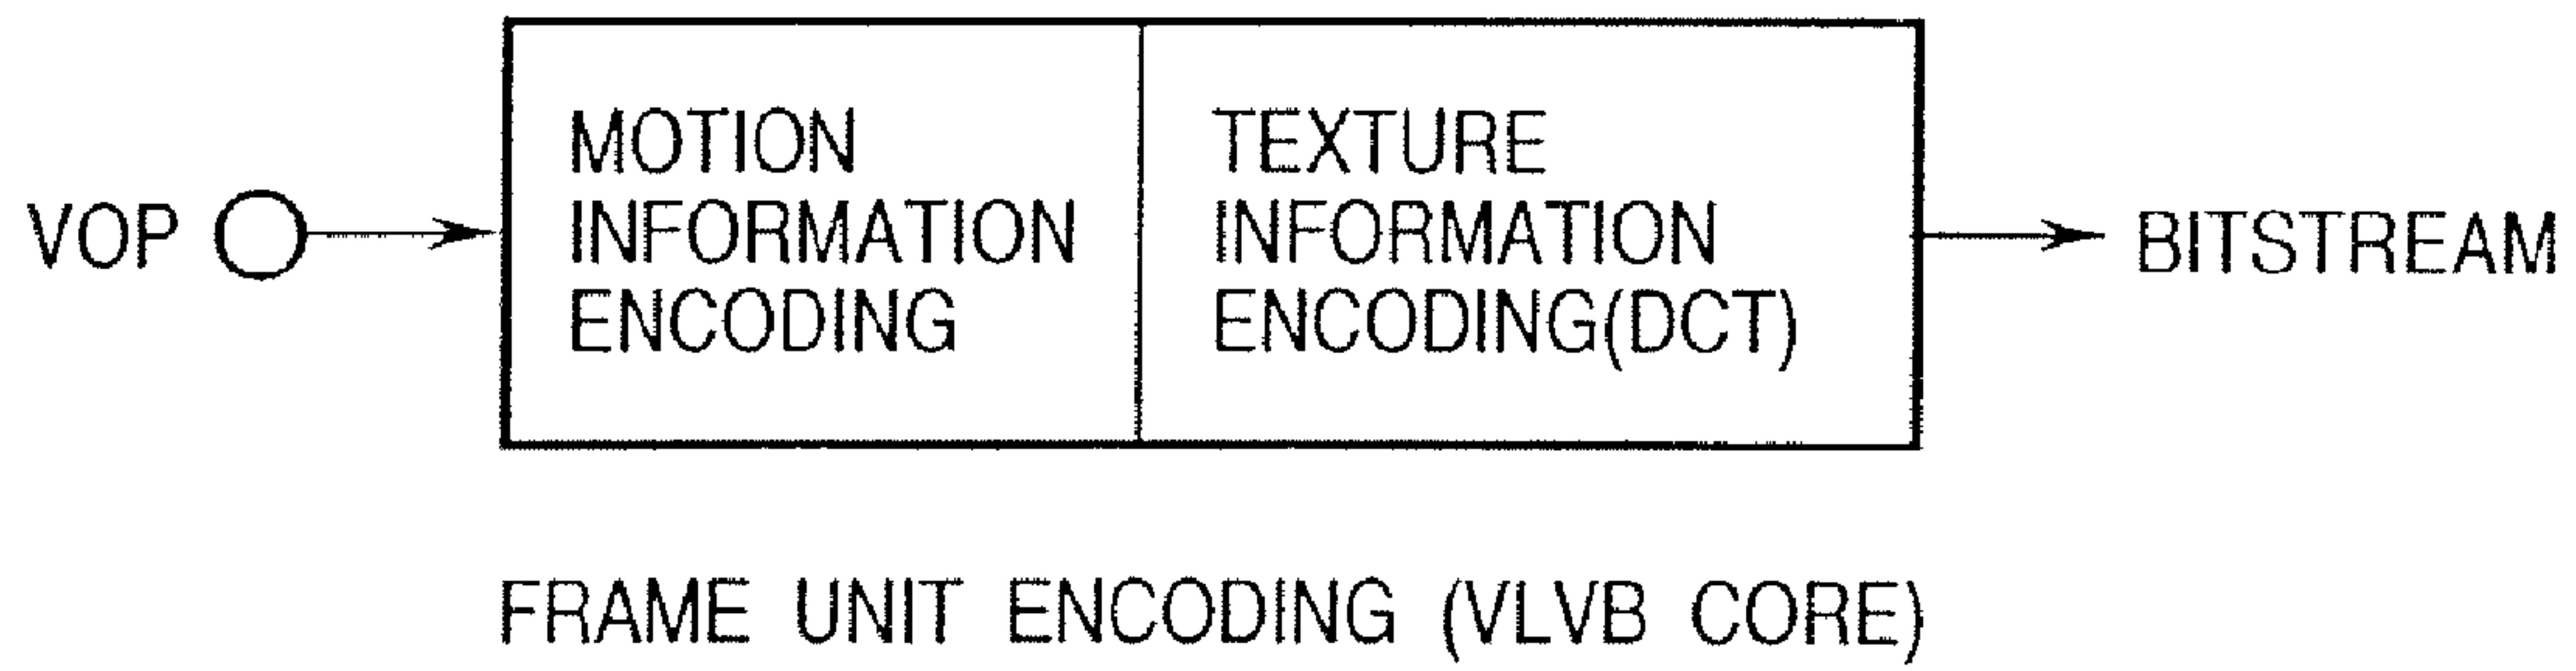 VOP
MOTION
INFORMATION
ENCODING
TEXTURE
INFORMATION
ENCODING(DCT)
BITSTREAM
FRAME UNIT ENCODING (VLVB CORE)